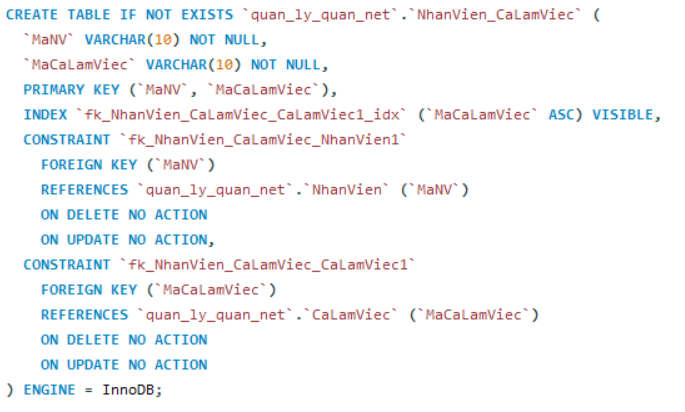 CREATE TABLE IF NOT EXISTS `quan_ly_quan_net`.`NhanVien_CaLamViec` (
  `MaNV` VARCHAR(10) NOT NULL,
  `MaCaLamViec` VARCHAR(10) NOT NULL,
  PRIMARY KEY (`MaNV`, `MaCaLamViec`),
  INDEX `fk_NhanVien_CaLamViec_CaLamViec1_idx` (`MaCaLamViec` ASC) VISIBLE,
  CONSTRAINT `fk_NhanVien_CaLamViec_NhanVien1`
    FOREIGN KEY (`MaNV`)
    REFERENCES `quan_ly_quan_net`.`NhanVien` (`MaNV`)
    ON DELETE NO ACTION
    ON UPDATE NO ACTION,
  CONSTRAINT `fk_NhanVien_CaLamViec_CaLamViec1`
    FOREIGN KEY (`MaCaLamViec`)
    REFERENCES `quan_ly_quan_net`.`CaLamViec` (`MaCaLamViec`)
    ON DELETE NO ACTION
    ON UPDATE NO ACTION
) ENGINE = InnoDB;